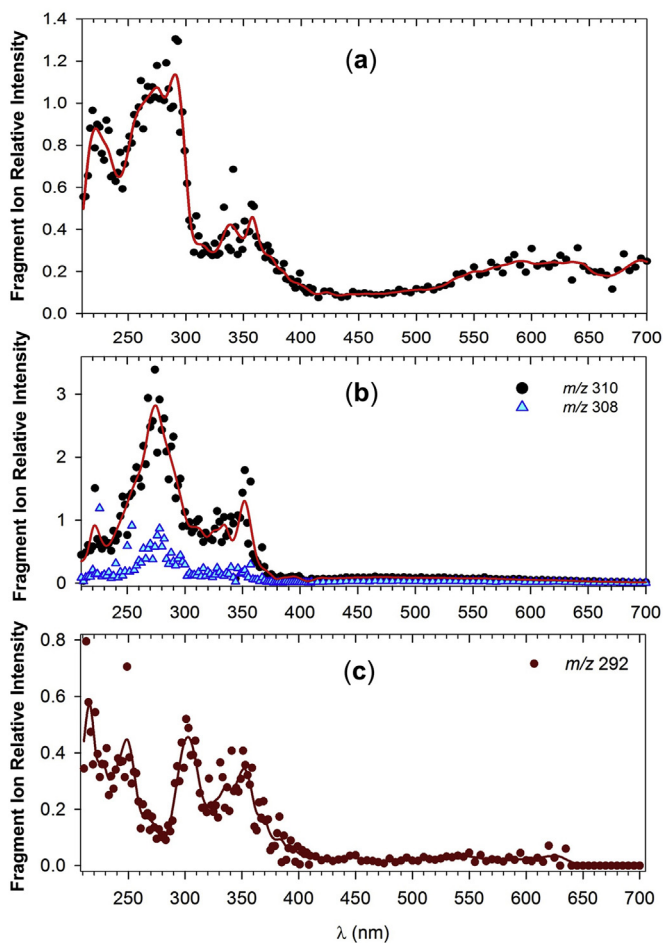 (a)
Fragment Ion Relative Intensity
1.4
1.2
1.0
0.8
0.6
0.4
0.2
0.0
250 300 350 400 450 500 550 600 650 700
(b)
Fragment Ion Relative Intensity
m/z 310
m/z 308
3
2
1
0
250 300 350 400 450 500 550 600 650 700
(c)
Fragment Ion Relative Intensity
m/z 292
0.8
0.6
0.4
0.2
0.0
250 300 350 400 450 500 550 600 650 700
λ (nm)